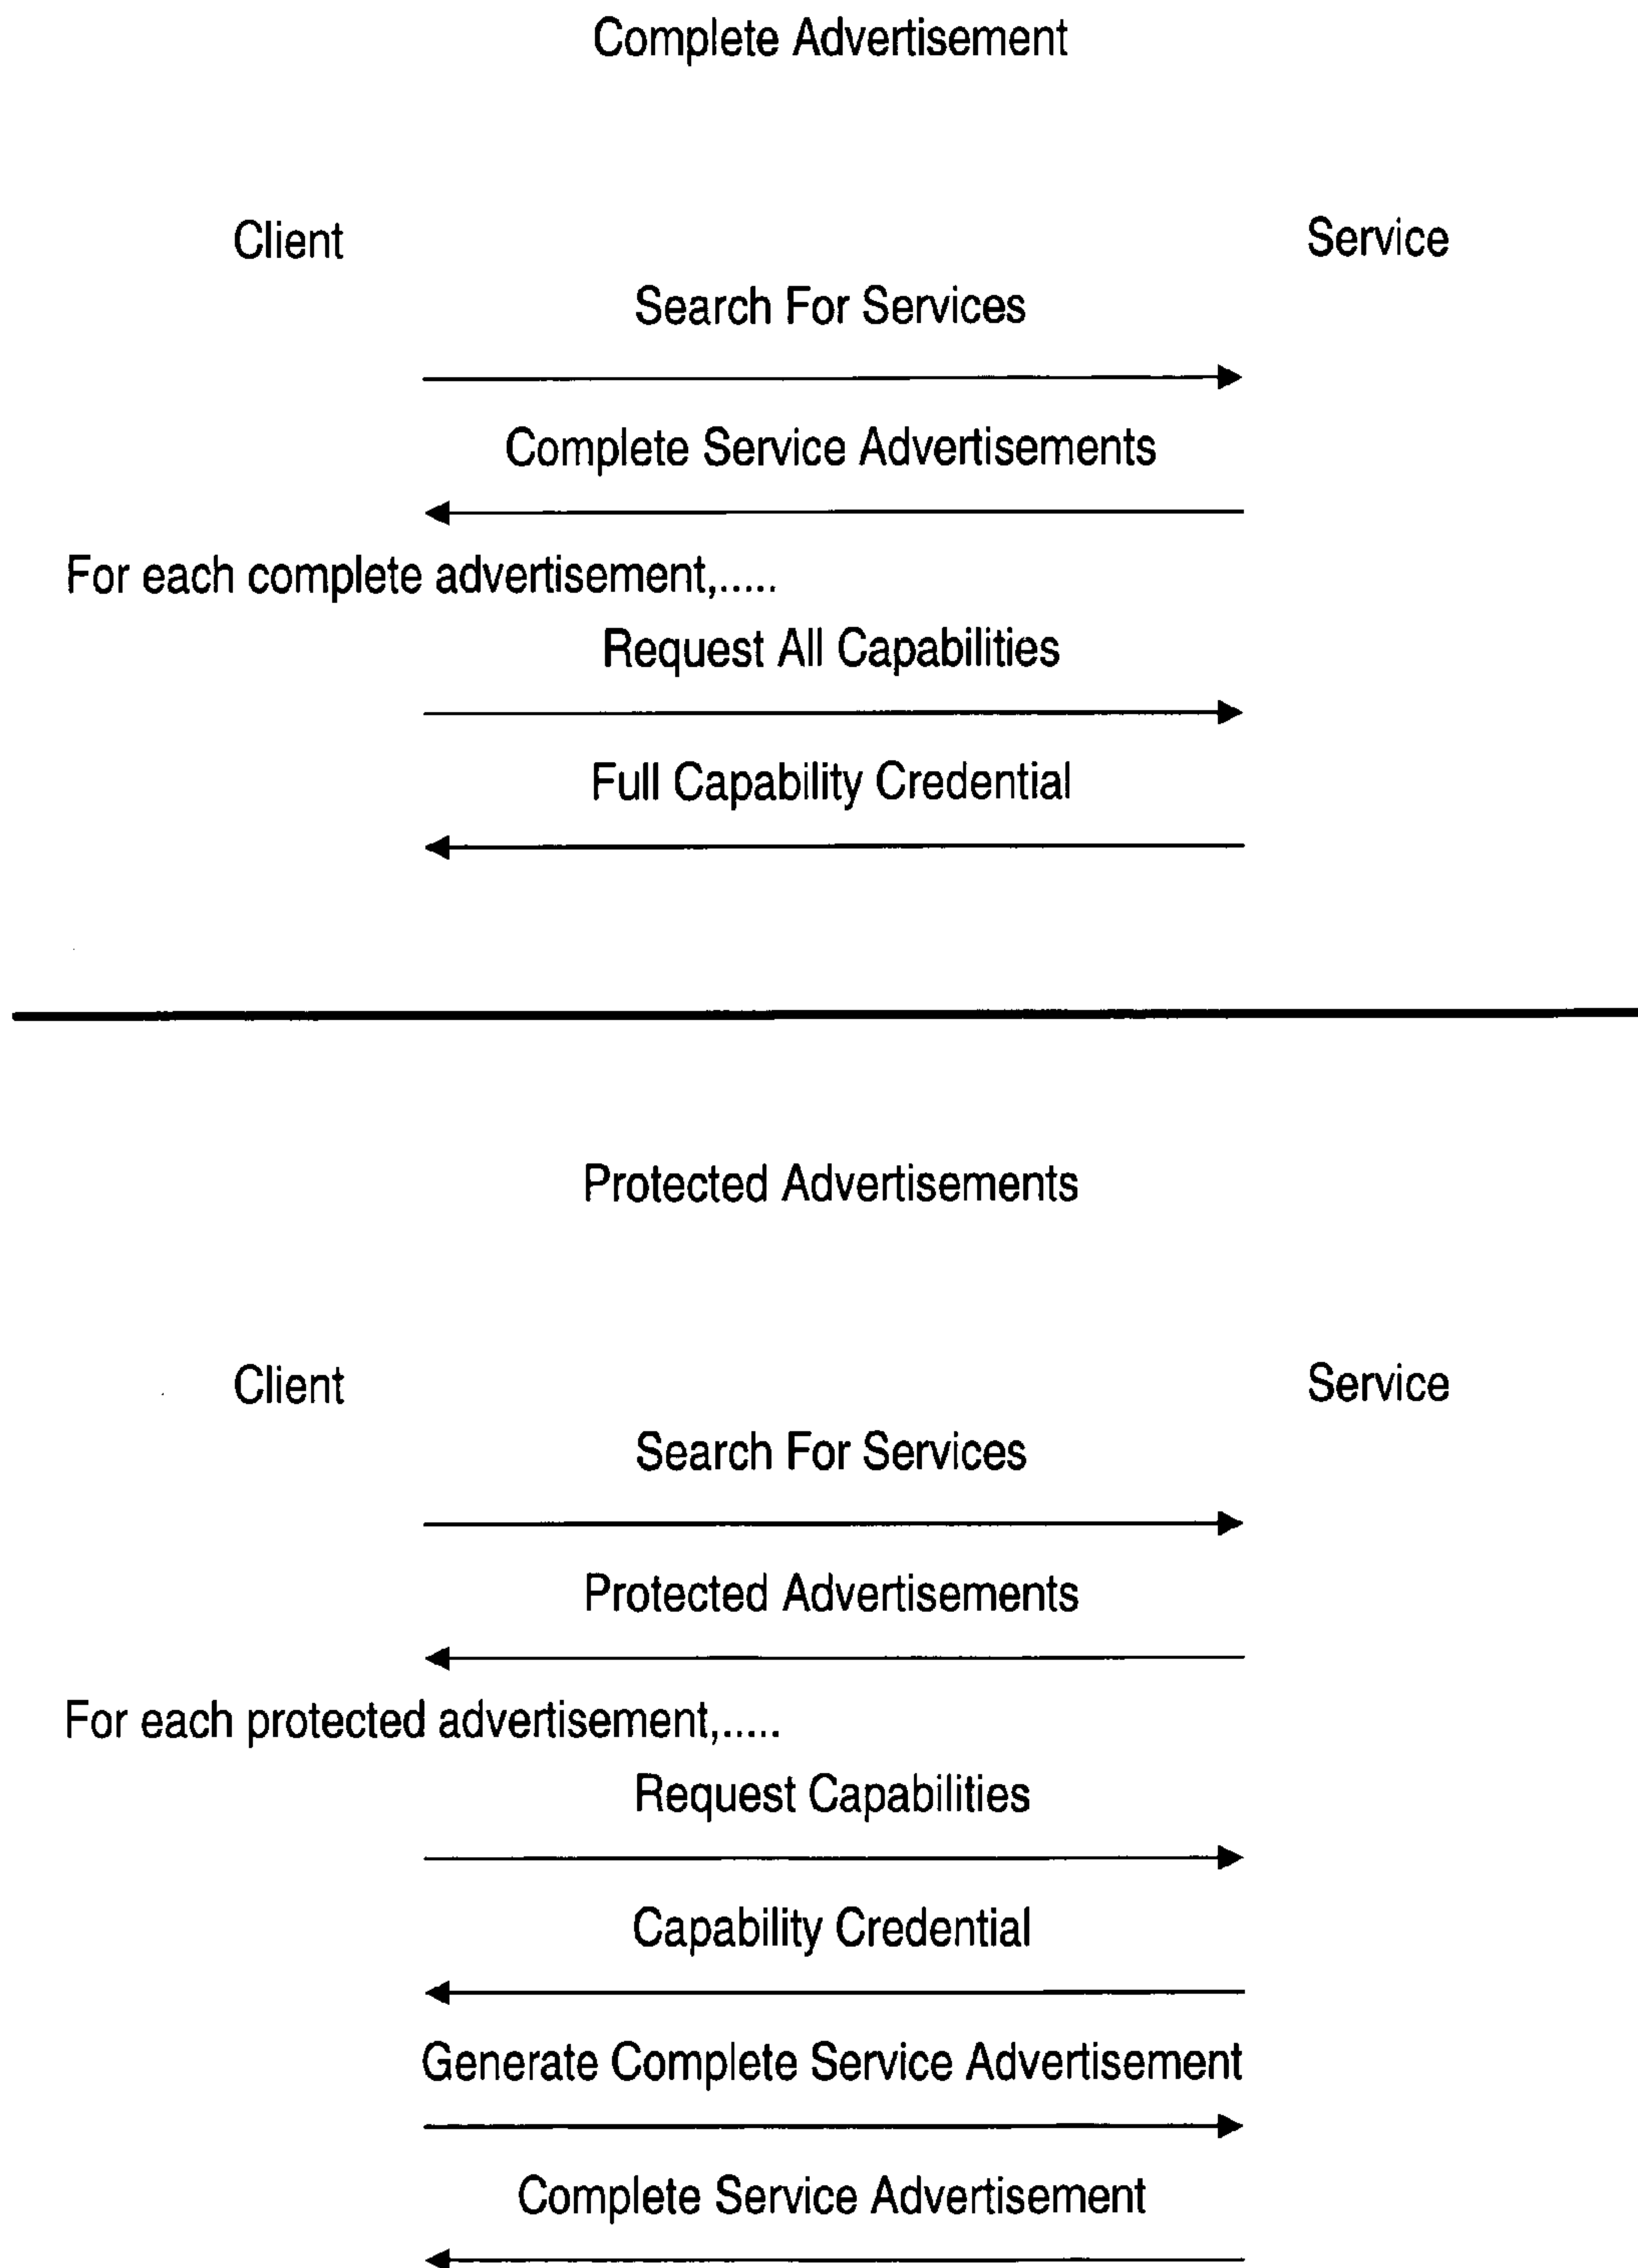 Complete Advertisement
Client Service
Search For Services
Complete Service Advertisements
For each complete advertisement,.....
Request All Capabilities
Full Capability Credential
Protected Advertisements
Client Service
Search For Services
Protected Advertisements
For each protected advertisement,.....
Request Capabilities
Capability Credential
Generate Complete Service Advertisement
Complete Service Advertisement